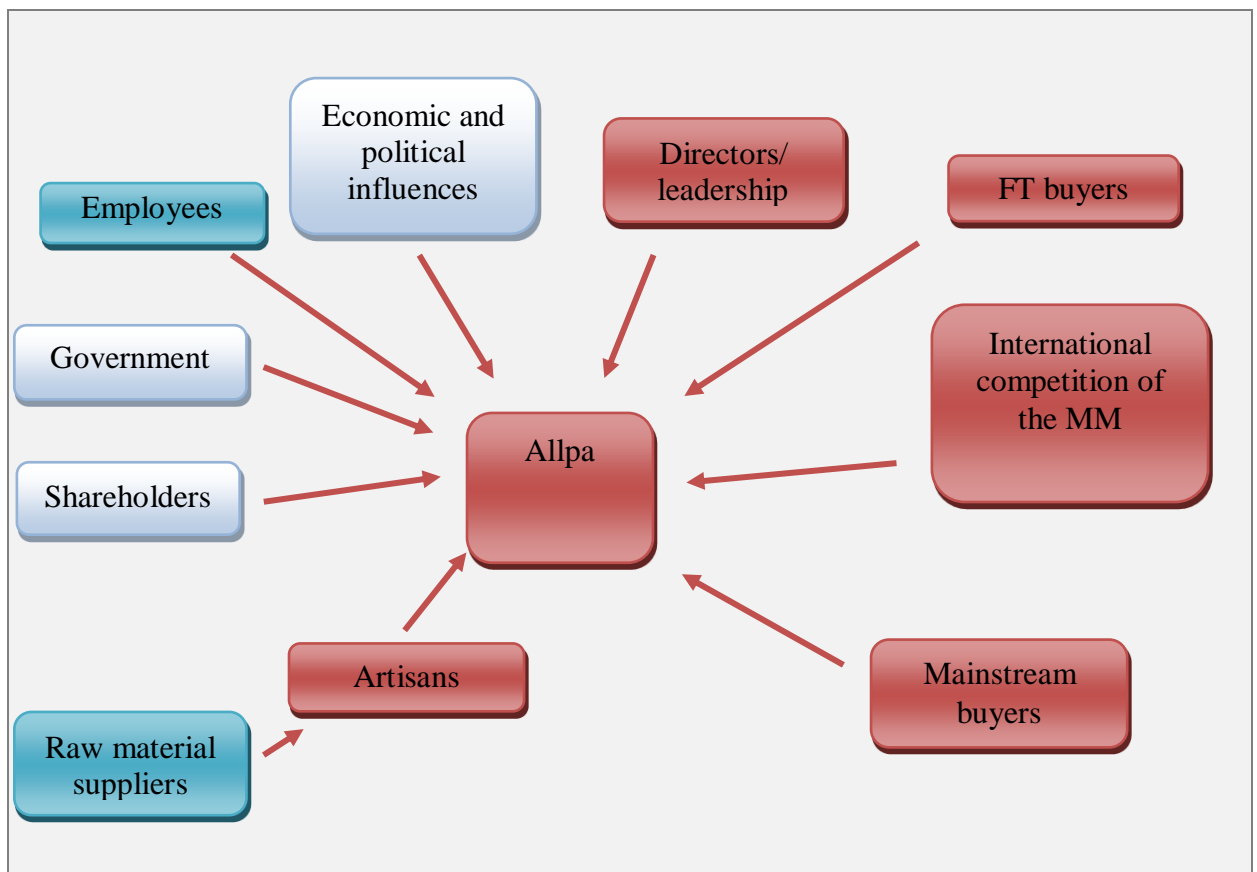 Economic and
political
influences
Directors/
leadership
FT buyers
Employees
Government
International
competition of
the MM
Allpa
Shareholders
Artisans
Mainstream
buyers
Raw material
suppliers